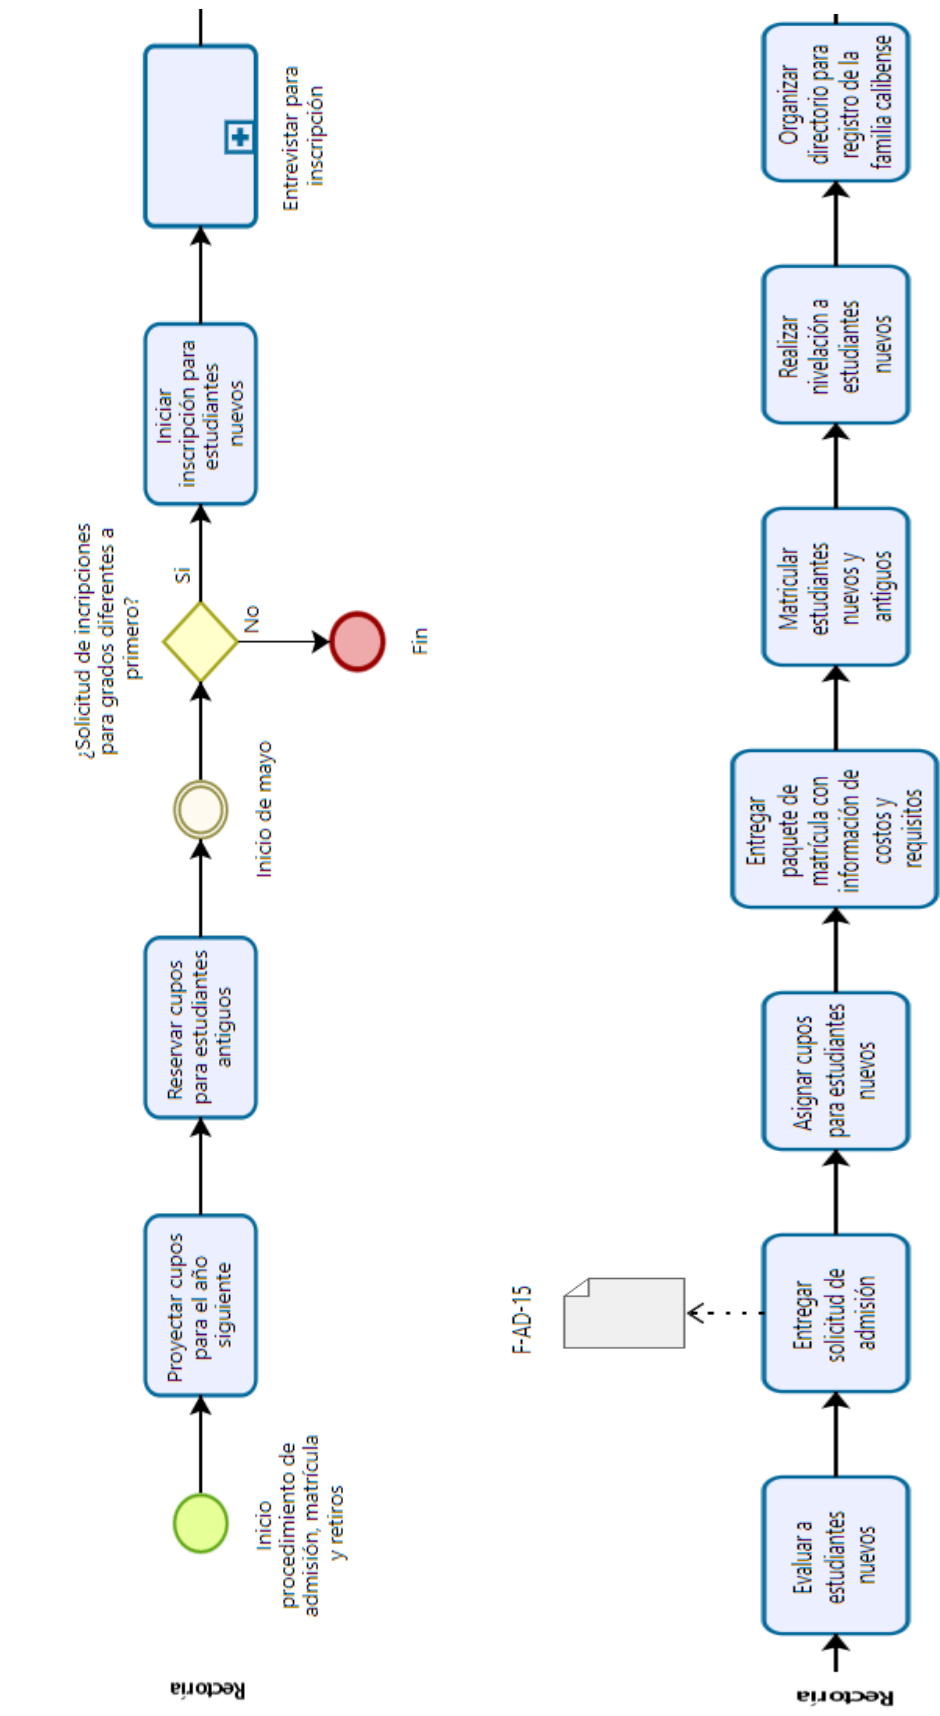 Rectoría
Inicio
procedimiento de
admisión, matrícula
y retiros
Proyectar cupos
para el año
siguiente
Reservar cupos
para estudiantes
antiguos
Inicio de mayo
¿Solicitud de incripciones
para grados diferentes a
primero?
Si
No
Fin
Iniciar
inscripción para
estudiantes
nuevos
Entrevistar para
inscripción
Rectoría
Evaluar a
estudiantes
nuevos
F-AD-15
Entregar
solicitud de
admisión
Asignar cupos
para estudiantes
nuevos
Entregar
paquete de
matrícula con
información de
costos y
requisitos
Matricular
estudiantes
nuevos y
antiguos
Realizar
nivelación a
estudiantes
nuevos
Organizar
directorio para
registro de la
familia calibense